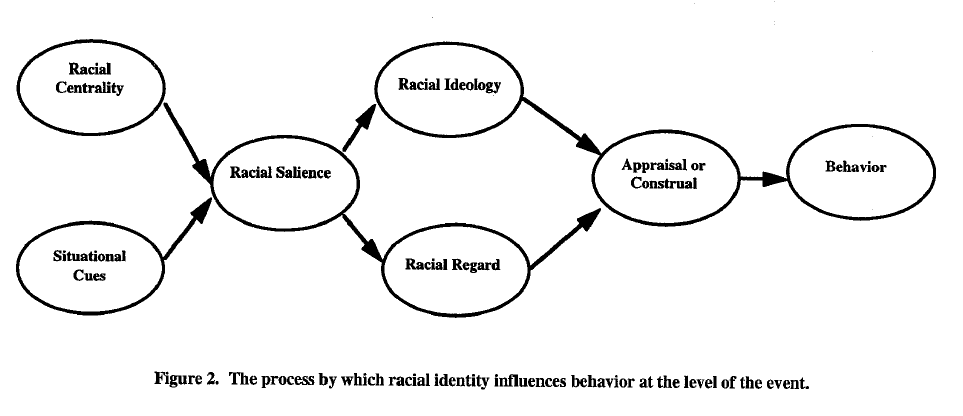 Racial
Centrality
Situational
Cues
Racial Salience
Racial Ideology
Racial Regard
Appraisal or
Construal
Behavior
Figure 2. The process by which racial identity influences behavior at the level of the event.